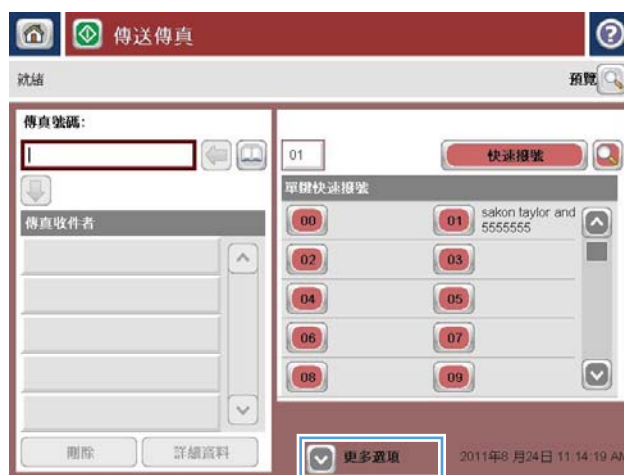 傳送傳真
就緒
預覽
傳真號碼:
01
快速撥號
單鍵快速撥號
00
01
sakon taylor and
5555555
傳真收件者
02
03
04
05
06
07
08
09
刪除
詳細資料
更多選項
2011年8 月24日 11:14:19 AM